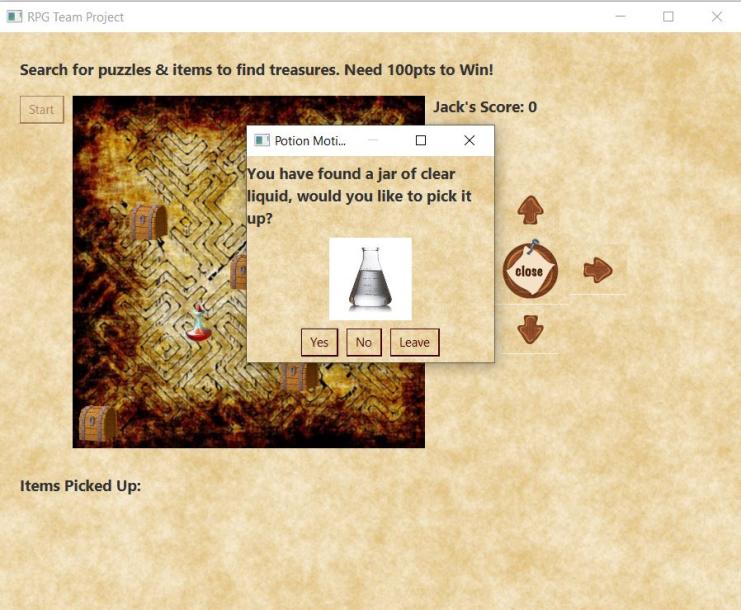 RPG Team Project
Search for puzzles & items to find treasures. Need 100pts to Win!
Start
Jack's Score: 0
Potion Moti...
You have found a jar of clear
liquid, would you like to pick it
up?
close
Yes No Leave
Items Picked Up: